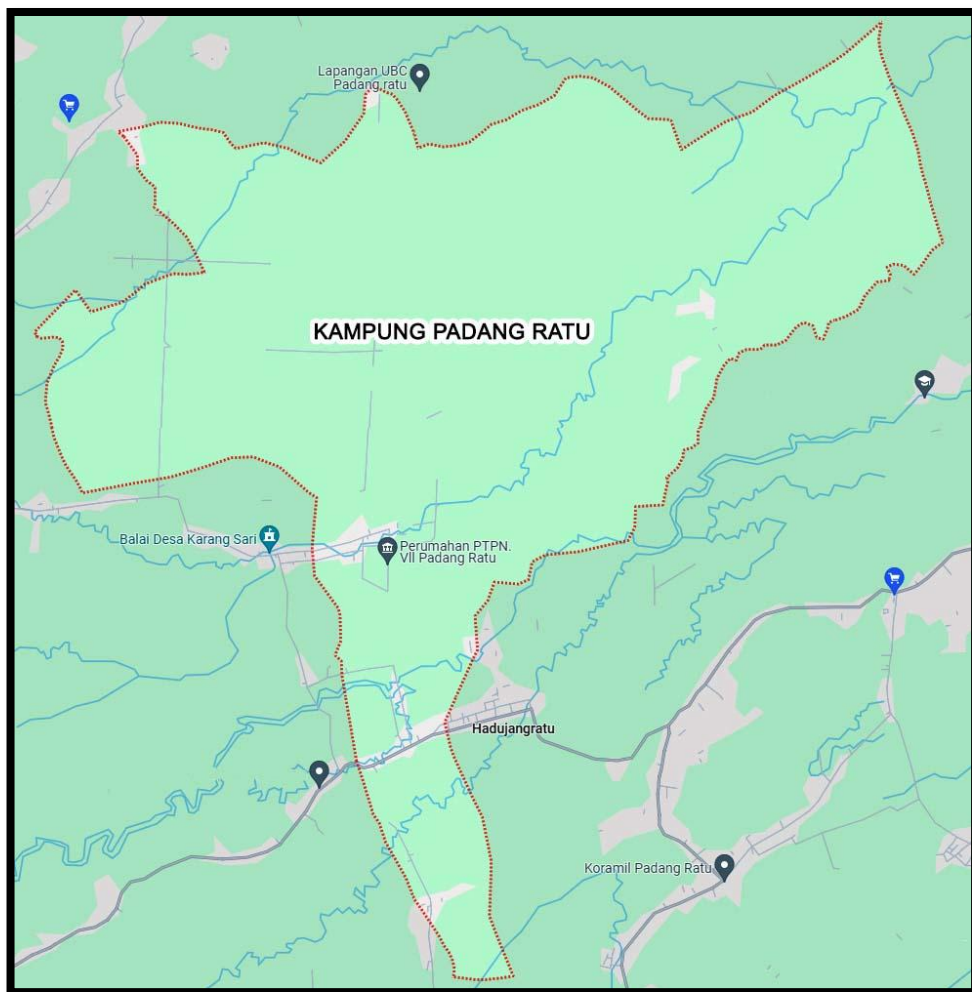 Lapangan UBC
Padang ratu
KAMPUNG PADANG RATU
Balai Desa Karang Sari
Perumahan PTPN.
VII Padang Ratu
Hadujangratu
Koramil Padang Ratu